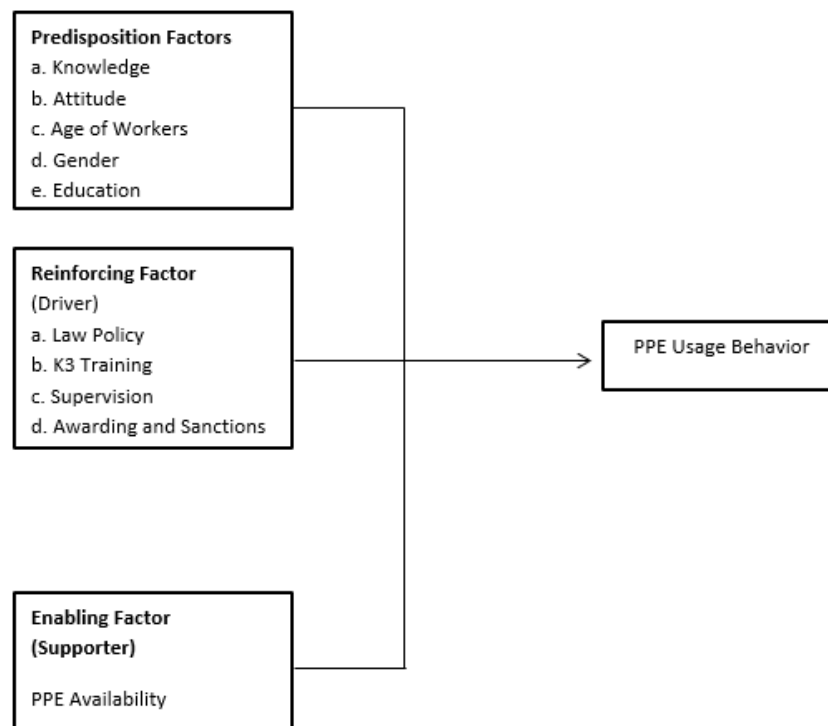 Predisposition Factors
a. Knowledge
b. Attitude
c. Age of Workers
d. Gender
e. Education
Reinforcing Factor
(Driver)
a. Law Policy
b. K3 Training
c. Supervision
d. Awarding and Sanctions
PPE Usage Behavior
Enabling Factor
(Supporter)
PPE Availability